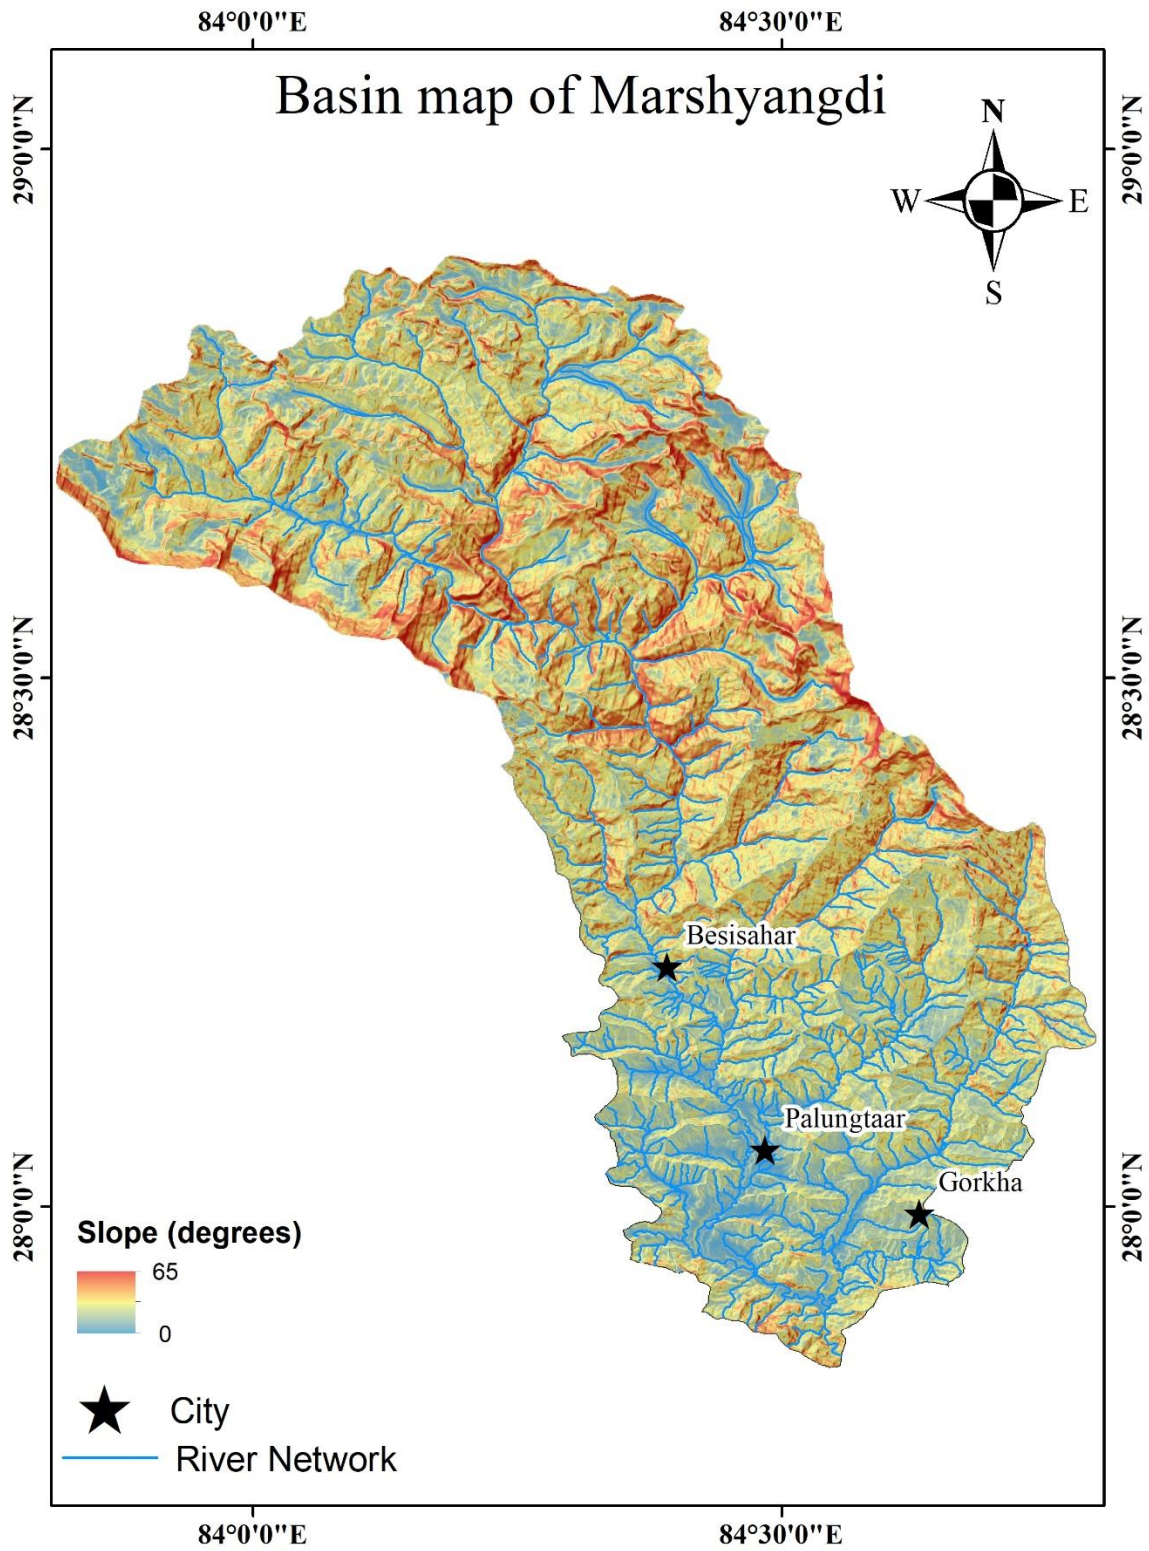 84°0'0"E 84°30'0"E
Basin map of Marshyangdi
29°0'0"N 29°0'0"N
N
W E
S
28°30'0"N 28°30'0"N
Besisahar
Palungtaar
Gorkha
28°0'0"N 28°0'0"N
Slope (degrees)
65
0
City
River Network
84°0'0"E 84°30'0"E